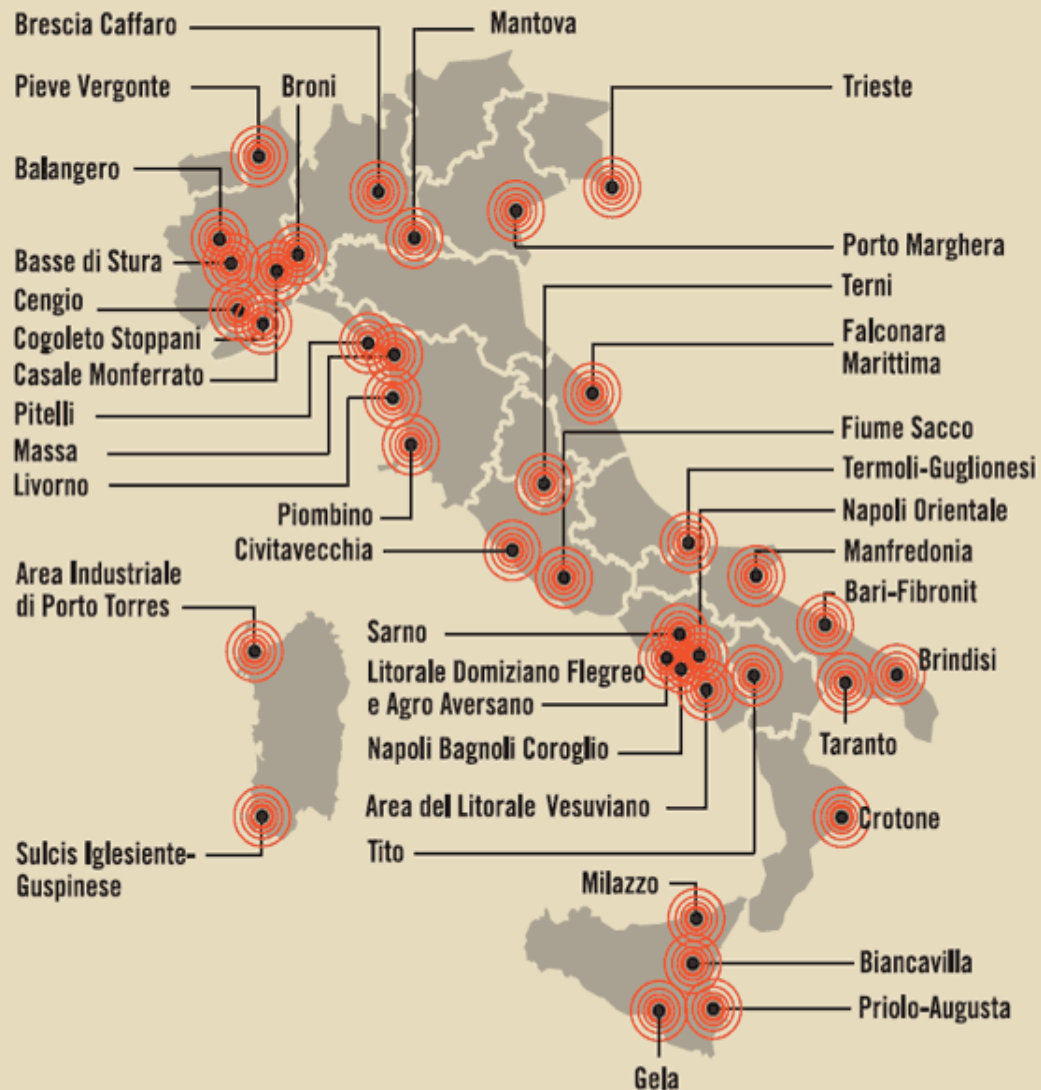 Brescia Caffaro
Mantova
Pieve Vergonte
Broni
Trieste
Balangero
Porto Marghera
Basse di Stura
Terni
Cengio
Cogoleto Stoppani
Falconara
Marittima
Casale Monferrato
Pitelli
Fiume Sacco
Massa
Termoli-Guglionesi
Livorno
Napoli Orientale
Piombino
Civitavecchia
Manfredonia
Area Industriale
di Porto Torres
Bari-Fibronit
Sarno
Brindisi
Litorale Domiziano Flegreo
e Agro Aversano
Taranto
Napoli Bagnoli Coroglio
Area del Litorale Vesuviano
Crotone
Tito
Sulcis Iglesiente-
Guspinese
Milazzo
Biancavilla
Priolo-Augusta
Gela